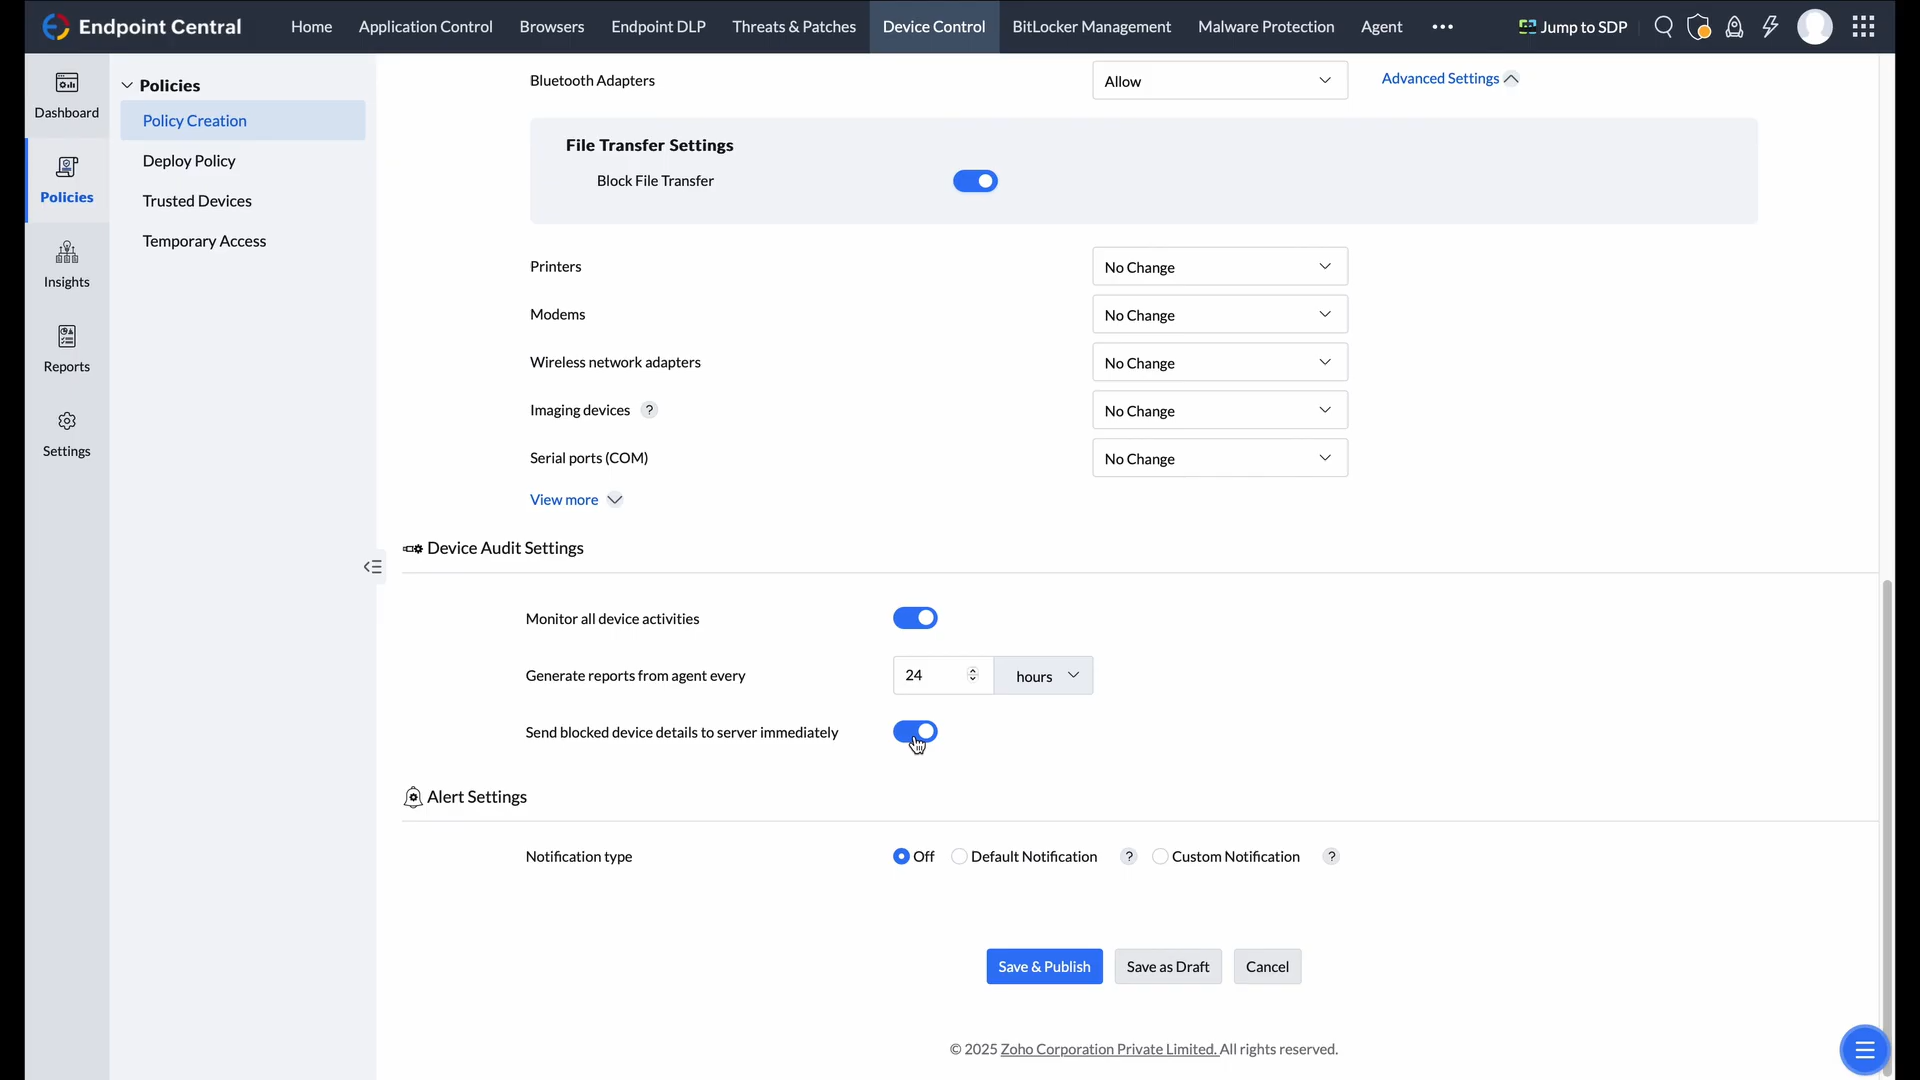 Endpoint Central
Home
Application Control
Browsers
Endpoint DLP
Threats & Patches
Device Control
BitLocker Management
Malware Protection
Agent
Jump to SDP
Dashboard
Policies
Insights
Reports
Settings
Policies
Policy Creation
Deploy Policy
Trusted Devices
Temporary Access
Bluetooth Adapters Allow Advanced Settings
File Transfer Settings
Block File Transfer
Printers No Change
Modems No Change
Wireless network adapters No Change
Imaging devices ? No Change
Serial ports (COM) No Change
View more
Device Audit Settings
Monitor all device activities
Generate reports from agent every 24 hours
Send blocked device details to server immediately
Alert Settings
Notification type Off Default Notification ? Custom Notification ?
Save & Publish Save as Draft Cancel
© 2025 Zoho Corporation Private Limited. All rights reserved.